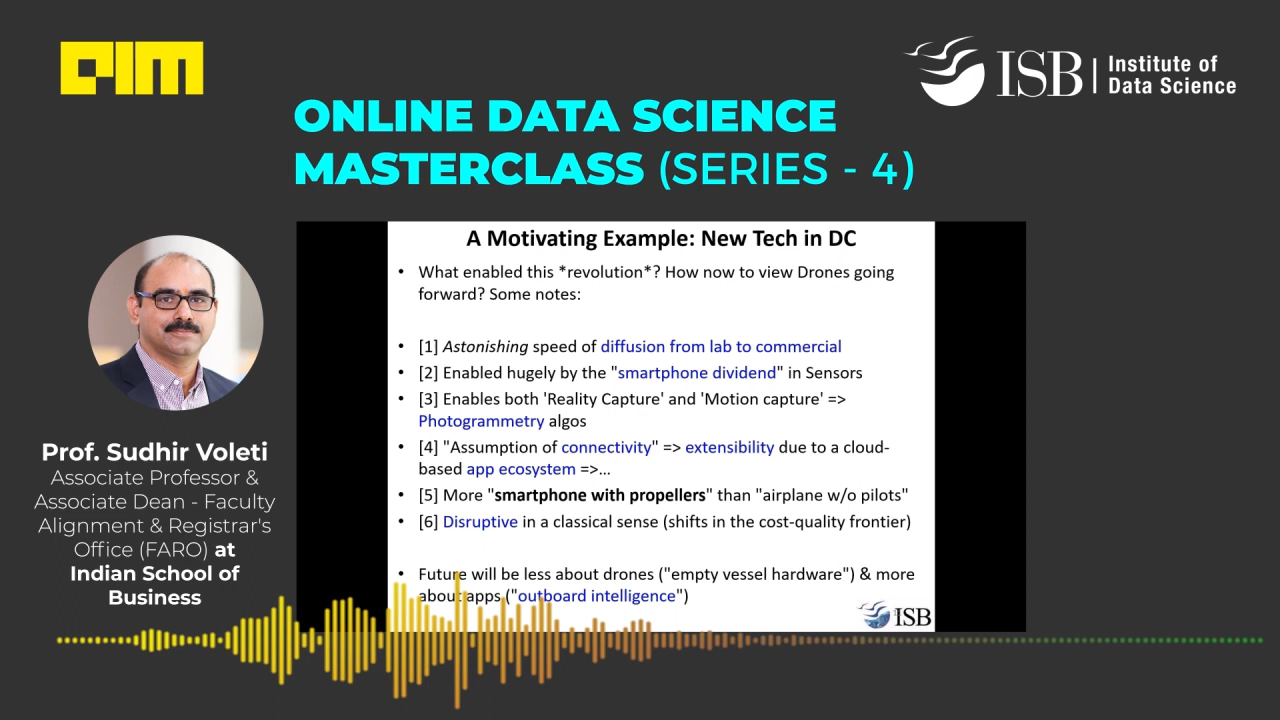 AIM
ISB | Institute of
Data Science
ONLINE DATA SCIENCE
MASTERCLASS (SERIES - 4)
A Motivating Example: New Tech in DC
• What enabled this *revolution*? How now to view Drones going
forward? Some notes:
• [1] Astonishing speed of diffusion from lab to commercial
• [2] Enabled hugely by the "smartphone dividend" in Sensors
• [3] Enables both 'Reality Capture' and 'Motion capture' =>
Photogrammetry algos
• [4] "Assumption of connectivity" => extensibility due to a cloud-
based app ecosystem =>...
• [5] More "smartphone with propellers" than "airplane w/o pilots"
• [6] Disruptive in a classical sense (shifts in the cost-quality frontier)
• Future will be less about drones ("empty vessel hardware") & more
about apps ("outboard intelligence")
ISB
Prof. Sudhir Voleti
Associate Professor &
Associate Dean - Faculty
Alignment & Registrar's
Office (FARO) at
Indian School of
Business